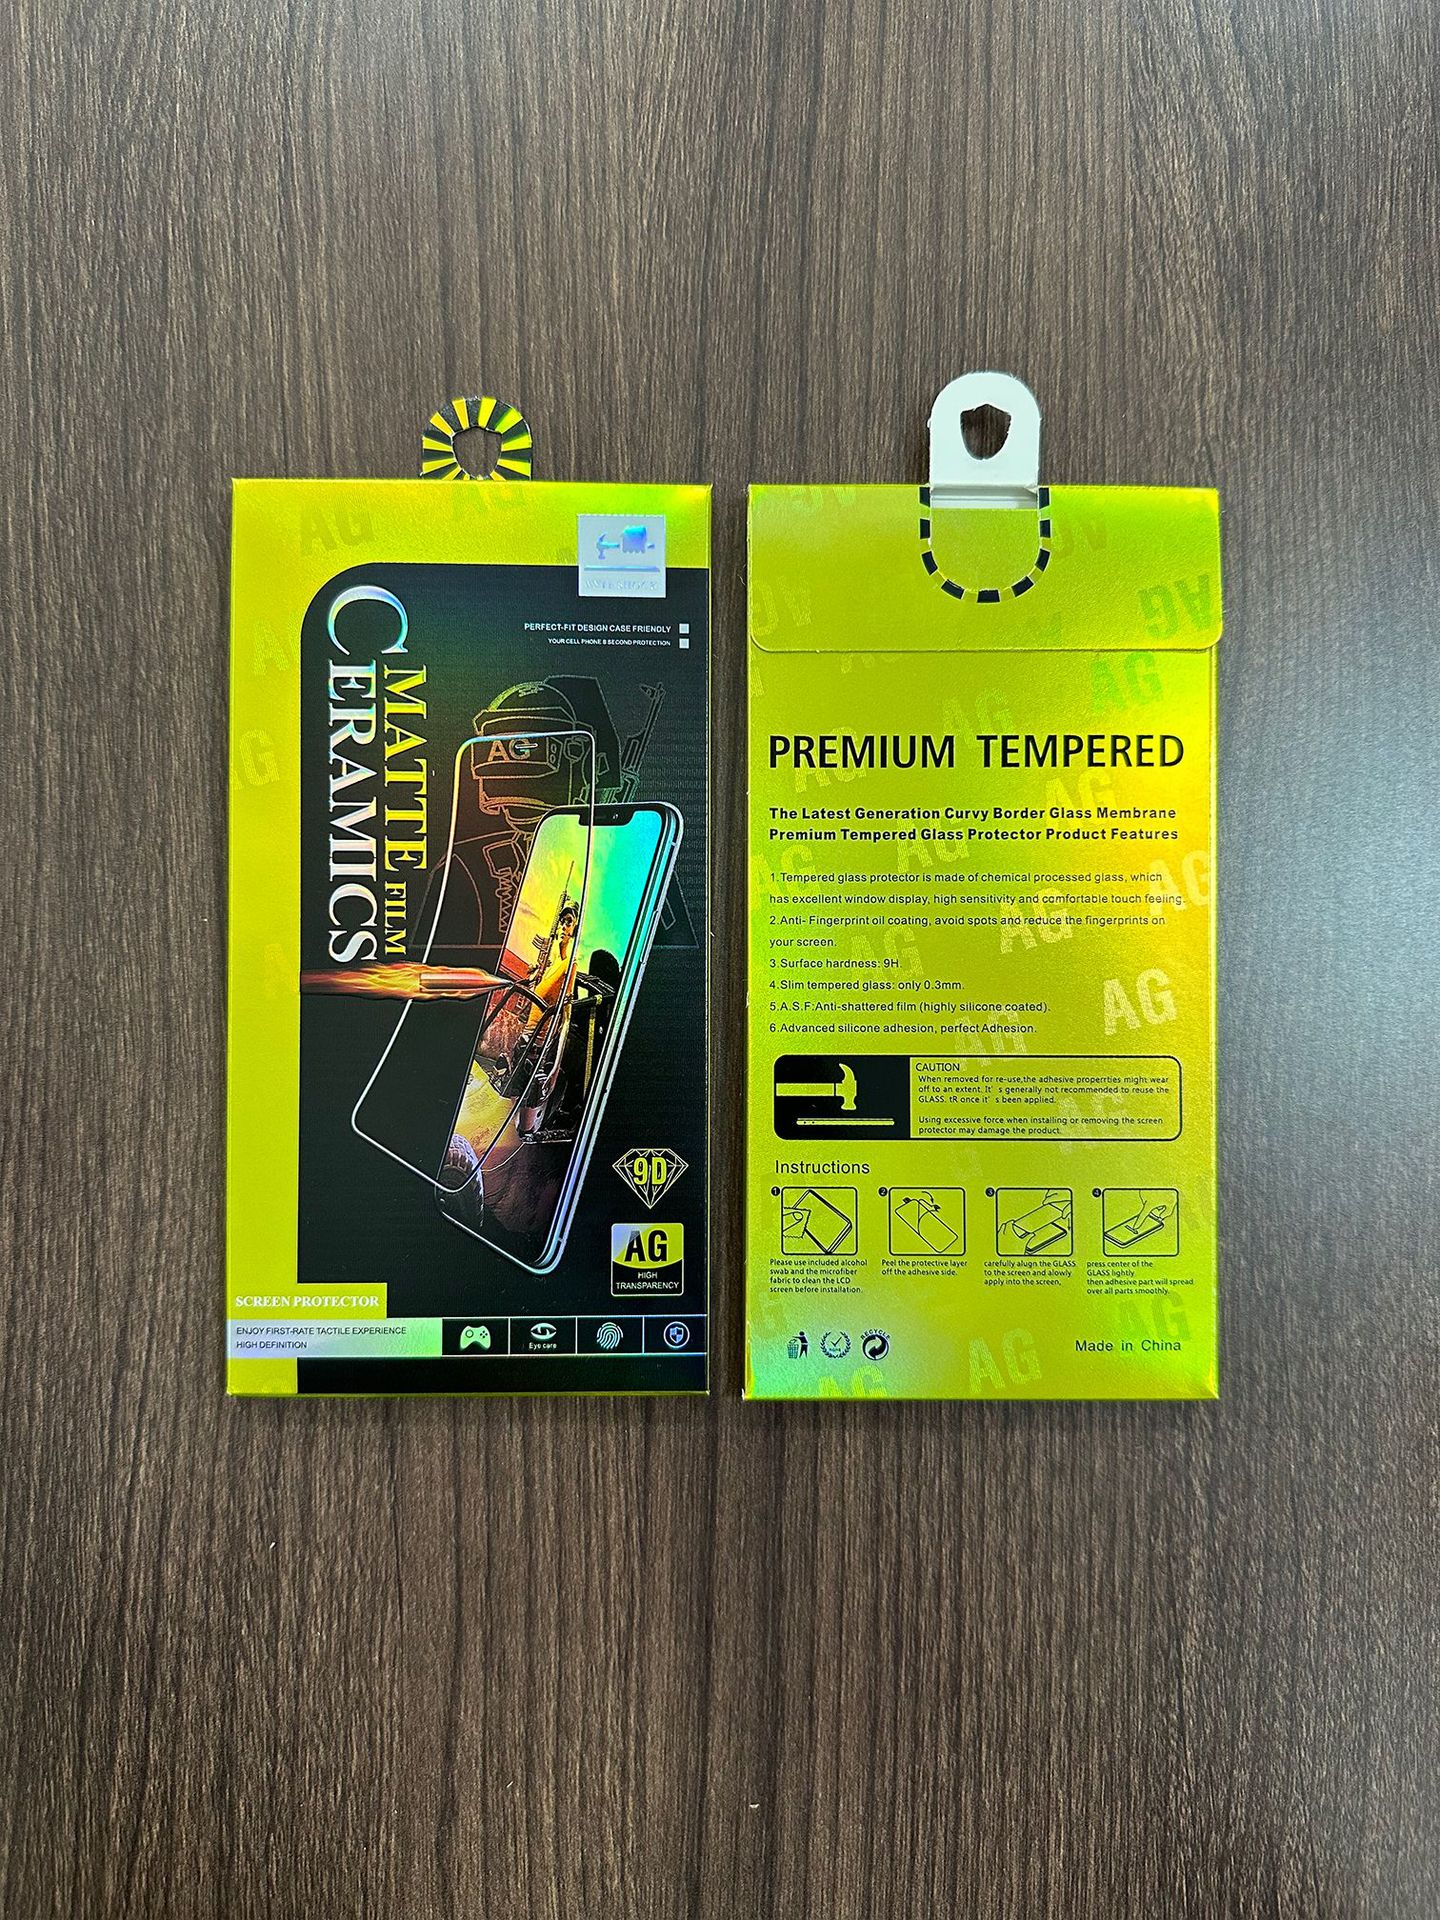 PERFECT-FIT DESIGN CASE FRIENDLY
YOUR CELL PHONE S SECOND PROTECTION
CERAMICS
MATTE FILM
AG
9D
AG
HIGH
TRANSPARENCY
SCREEN PROTECTOR
ENJOY FIRST-RATE TACTILE EXPERIENCE
HIGH DEFINITION
Eye care
PREMIUM TEMPERED
The Latest Generation Curvy Border Glass Membrane
Premium Tempered Glass Protector Product Features
1.Tempered glass protector is made of chemical processed glass, which
has excellent window display, high sensitivity and comfortable touch feeling.
2.Anti- Fingerprint oil coating, avoid spots and reduce the fingerprints on
your screen.
3.Surface hardness: 9H.
4.Slim tempered glass: only 0.3mm.
5.A.S.F:Anti-shattered film (highly silicone coated).
6.Advanced silicone adhesion, perfect Adhesion.
CAUTION
When removed for re-use,the adhesive properrties might wear
off to an extent. It' s generally not recommended to reuse the
GLASS. tR once it' s been applied.
Using excessive force when installing or removing the screen
protector may damage the product.
Instructions
1
Please use included alcohol
swab and the microfiber
fabric to clean the LCD
screen before installation.
2
Peel the protective layer
off the adhesive side.
3
carefully alugn the GLASS
to the screen and alowly
apply into the screen,
4
press center of the
GLASS lightly
then adhesive part will spread
over all parts smoothly.
RECYCLE
Made in China